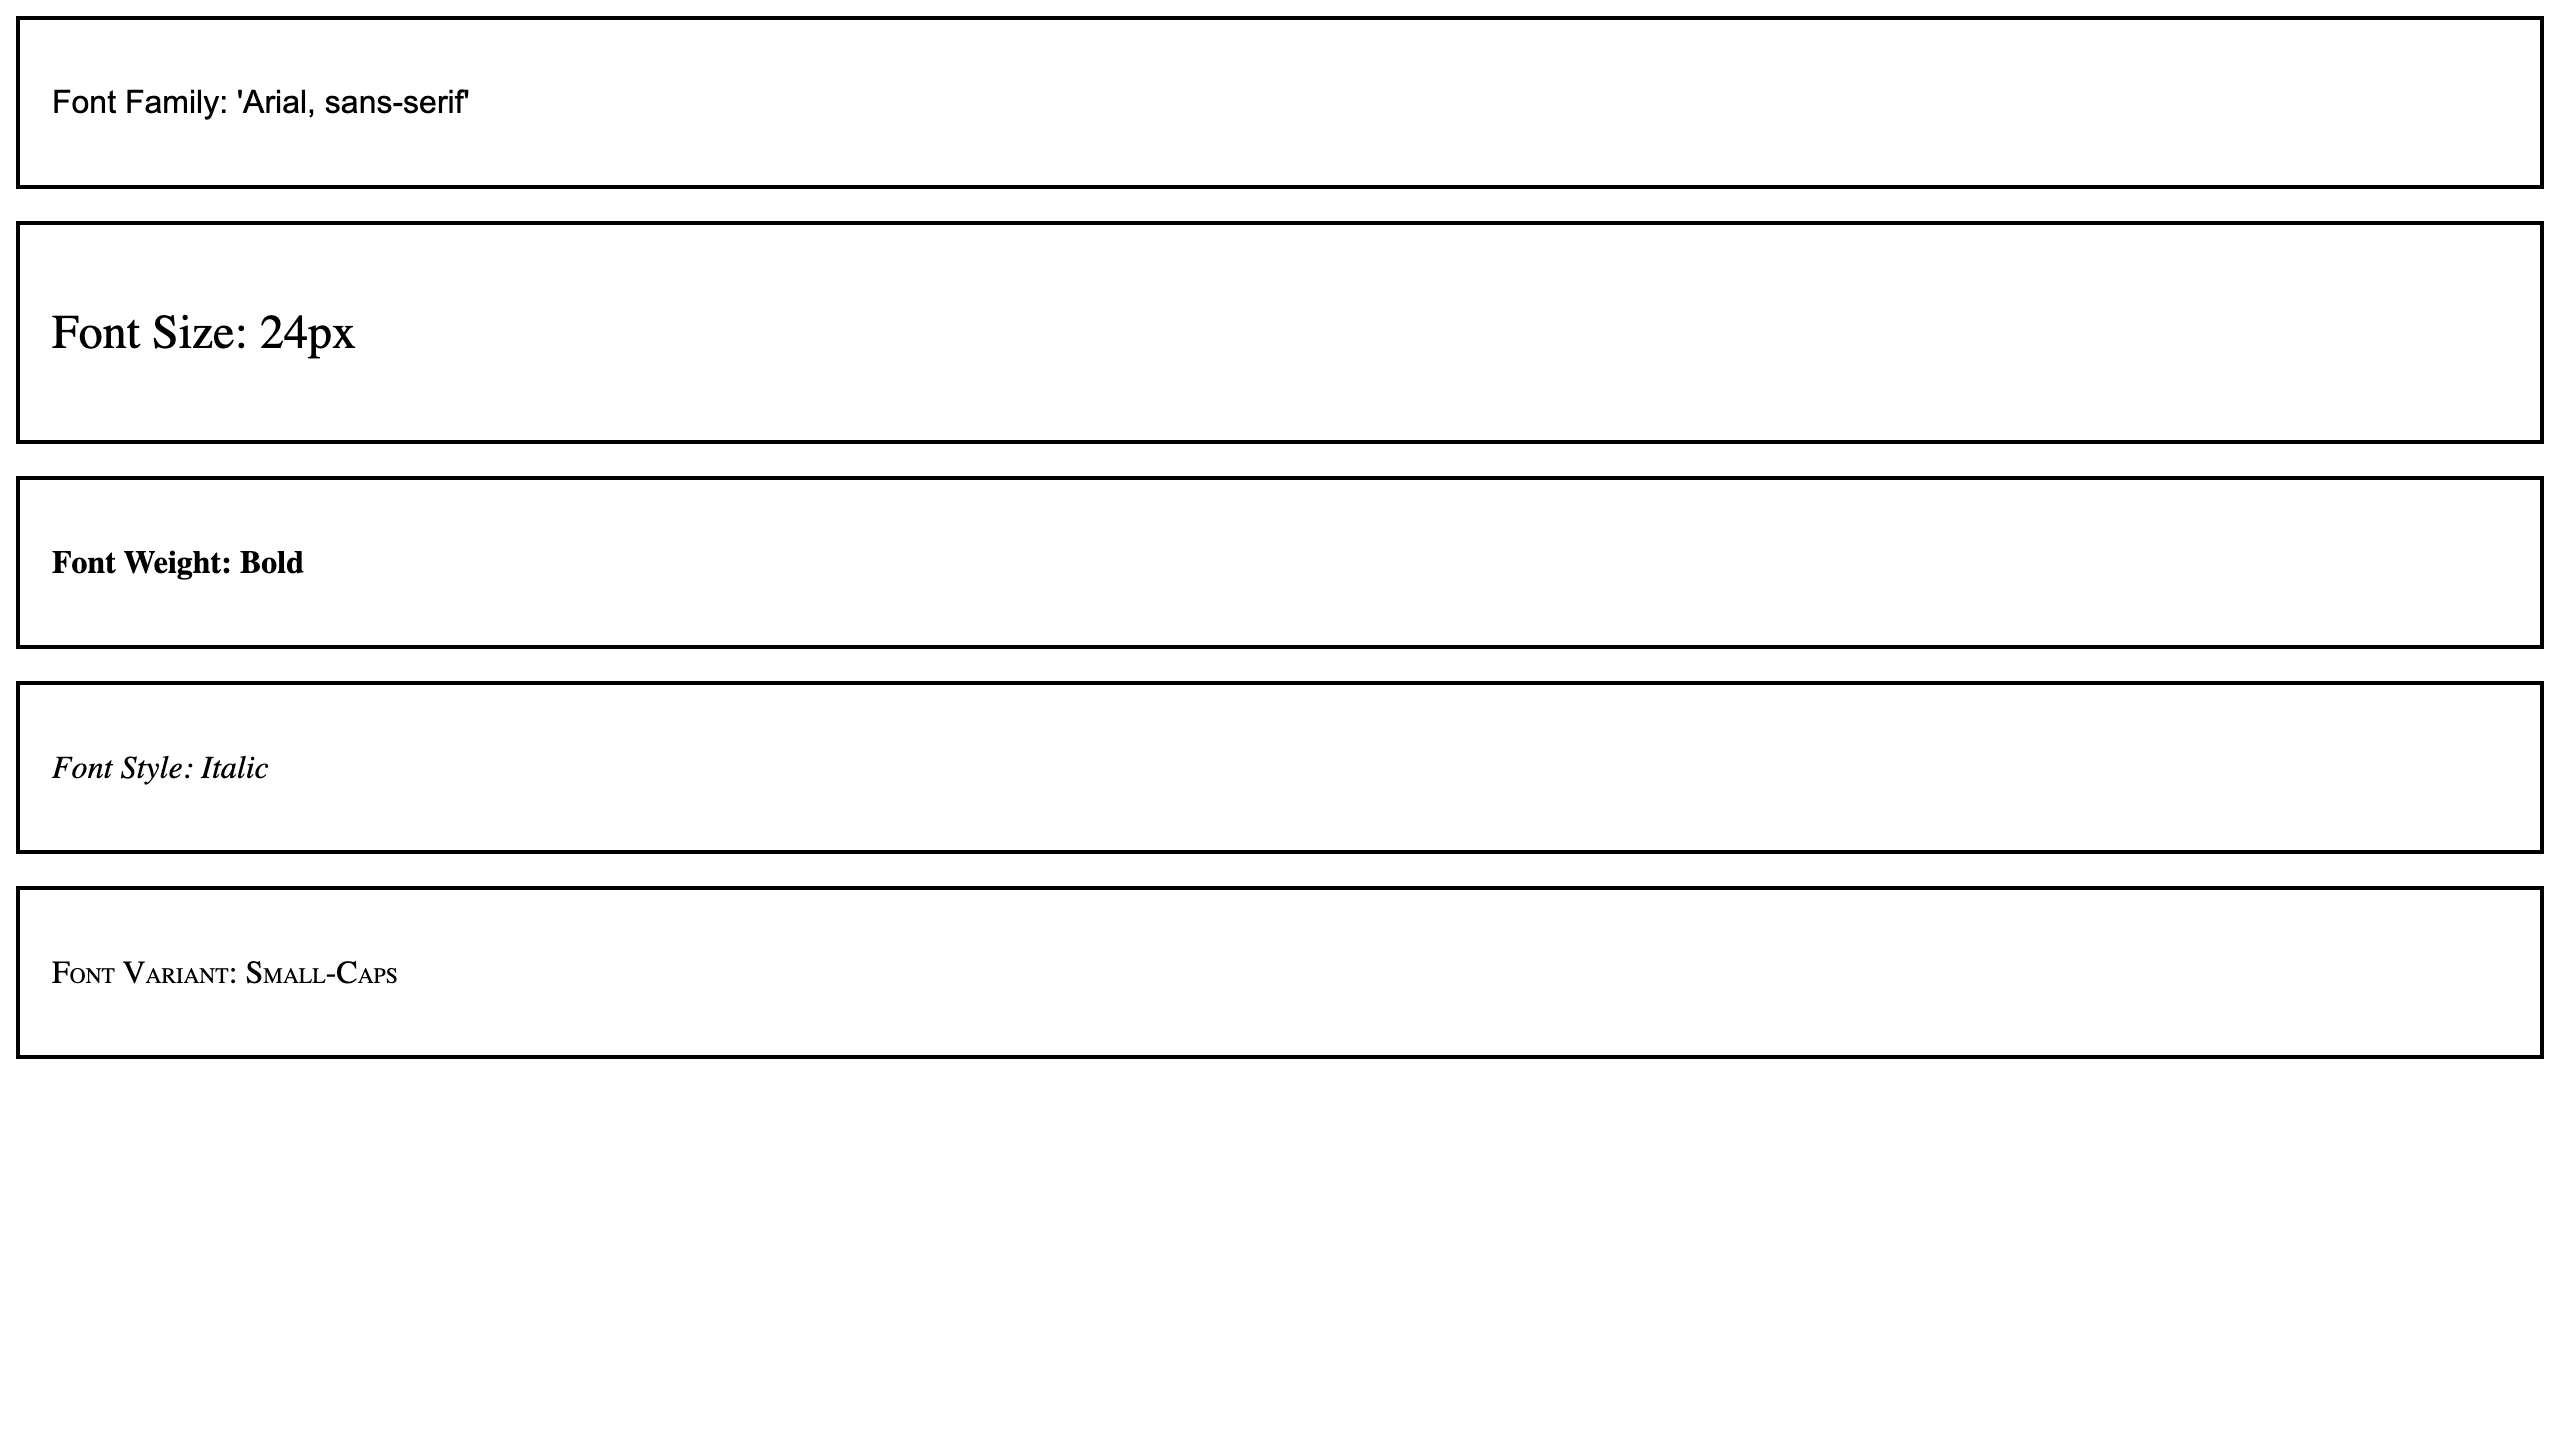 Font Family: 'Arial, sans-serif'
Font Size: 24px
Font Weight: Bold
Font Style: Italic
Font Variant: Small-Caps